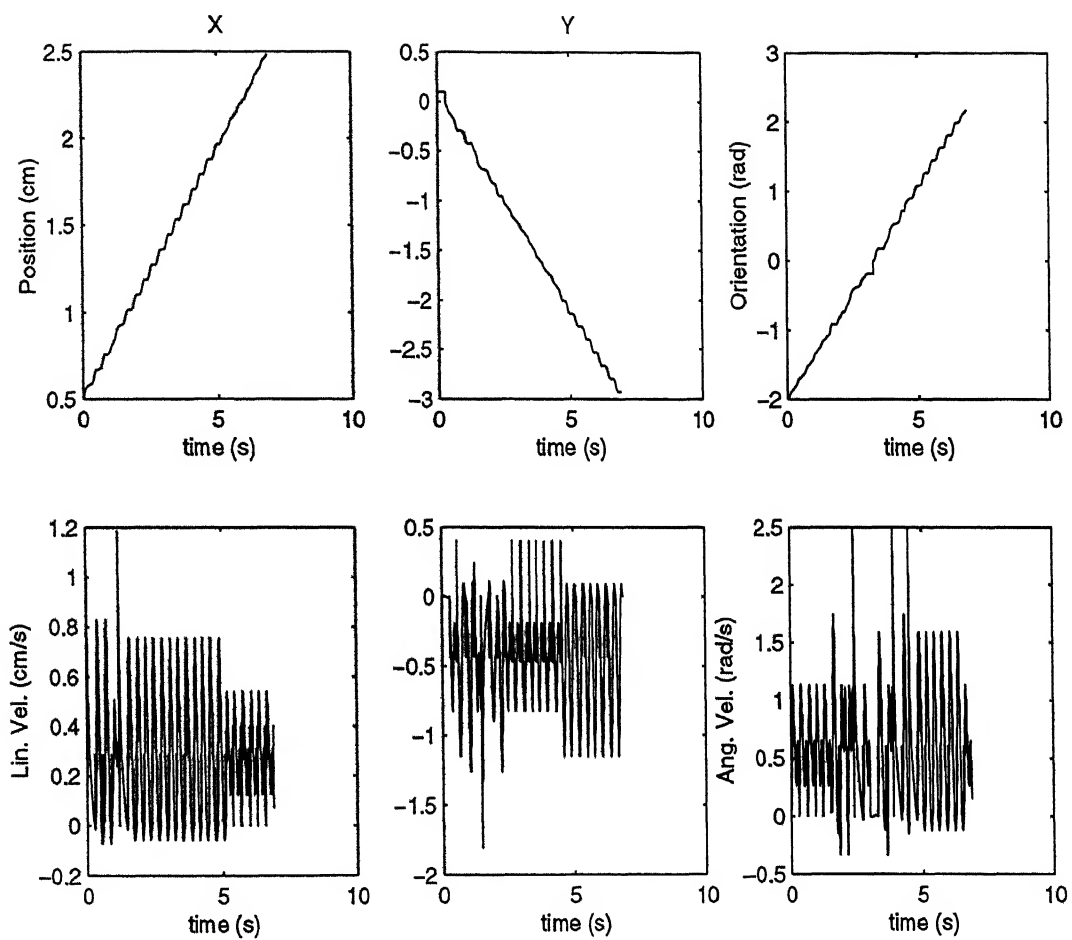 X
Y
Position (cm)
2.5
2
1.5
1
0.5
0 5 10
time (s)
0.5
0
−0.5
−1
−1.5
−2
−2.5
−3
0 5 10
time (s)
Orientation (rad)
3
2
1
0
−1
−2
0 5 10
time (s)
Lin. Vel. (cm/s)
1.2
1
0.8
0.6
0.4
0.2
0
−0.2
0 5 10
time (s)
0.5
0
−0.5
−1
−1.5
−2
0 5 10
time (s)
Ang. Vel. (rad/s)
2.5
2
1.5
1
0.5
0
−0.5
0 5 10
time (s)